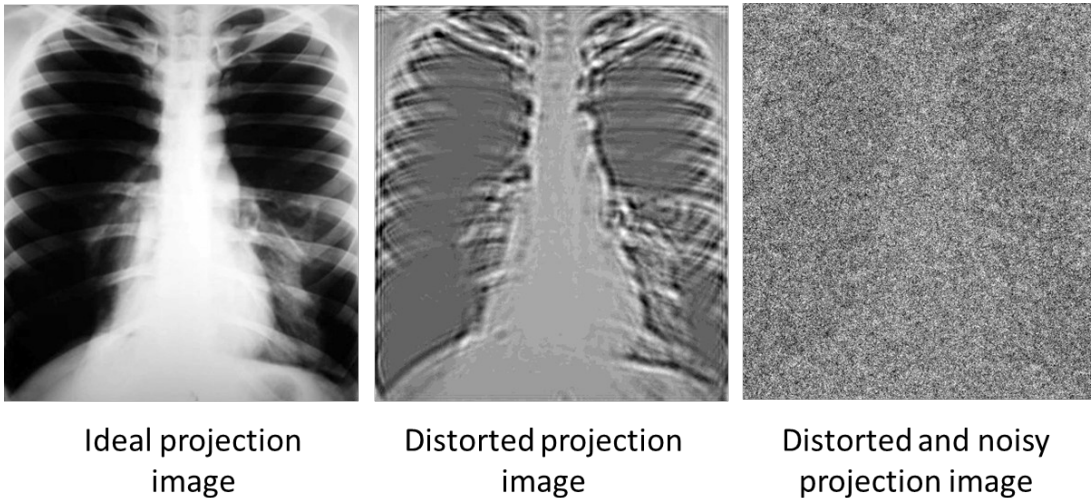 Ideal projection
image
Distorted projection
image
Distorted and noisy
projection image